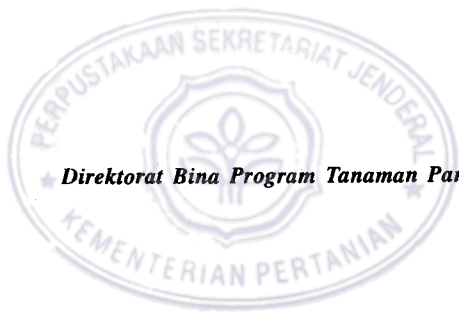 PERPUSTAKAAN SEKRETARIAT JENDERAL
Direktorat Bina Program Tanaman
KEMENTERIAN PERTANIAN